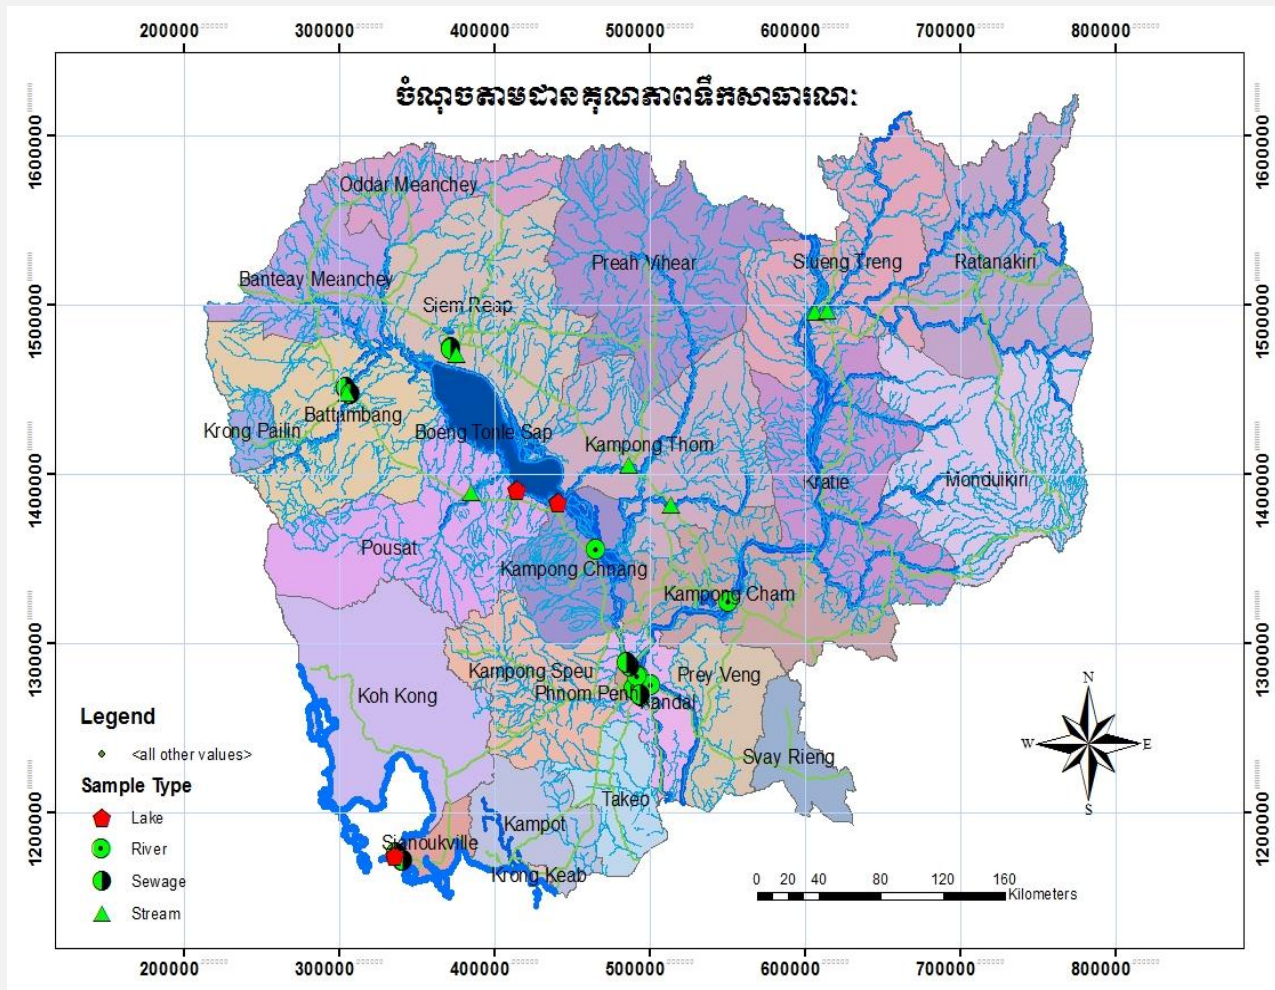 200000 300000 400000 500000 600000 700000 800000
ចំណុចតាមដានគុណភាពទឹកសាធារណៈ
1600000 1600000
Oddar Meanchey
Preah Vihear
Stueng Treng
Ratanakiri
Banteay Meanchey
Siem Reap
1500000 1500000
Battambang
Krong Pailin
Boeng Tonle Sap
Kampong Thom
1400000 1400000
Kratie
Monduikiri
Pousat
Kampong Chnang
Kampong Cham
1300000 1300000
Kampong Speu
Prey Veng
Koh Kong
Phnom Penh
Kandal
N
W E
S
Svay Rieng
Takeo
1200000 1200000
Kampot
Sianoukville
Krong Keab
Legend
<all other values>
Sample Type
Lake
River
Sewage
Stream
0 20 40 80 120 160
Kilometers
200000 300000 400000 500000 600000 700000 800000